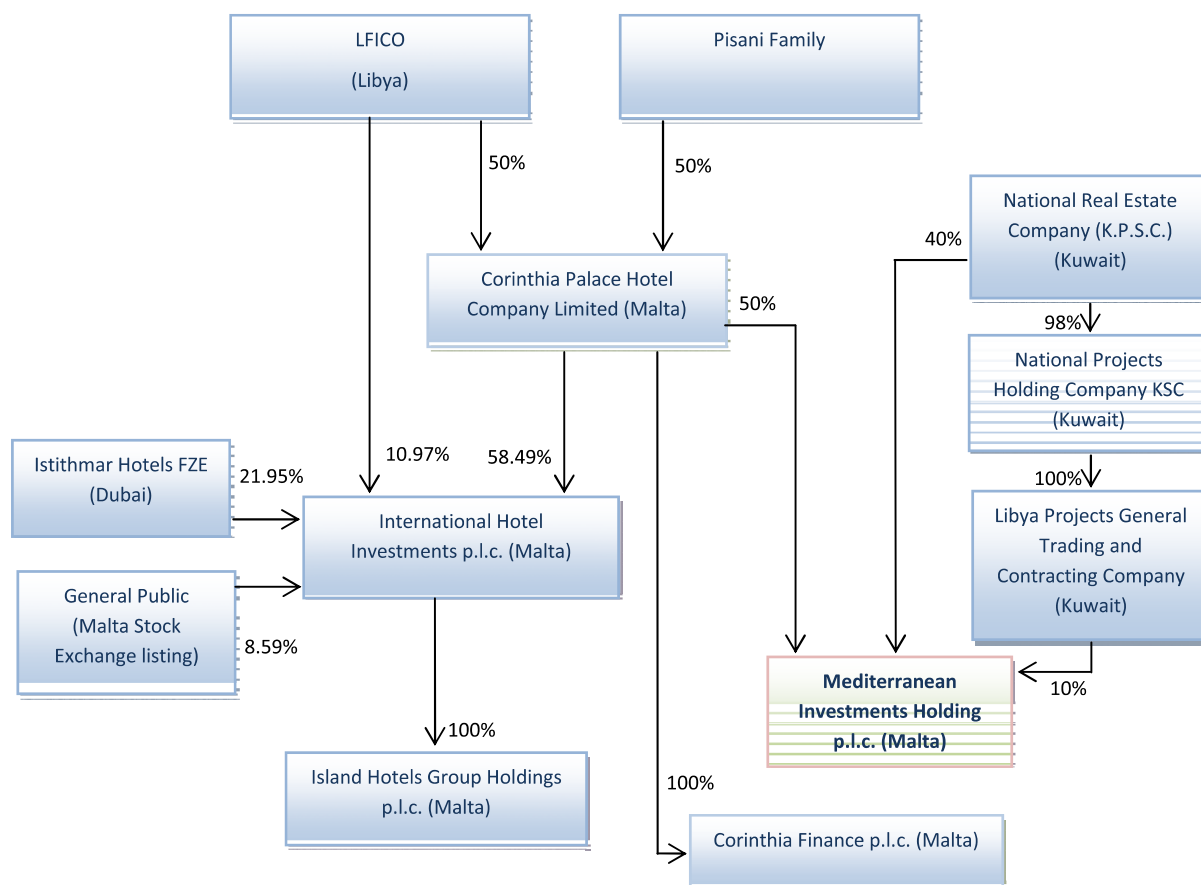 LFICO
(Libya)
Pisani Family
50%
50%
National Real Estate
Company (K.P.S.C.)
(Kuwait)
40%
Corinthia Palace Hotel
Company Limited (Malta)
50%
98%
National Projects
Holding Company KSC
(Kuwait)
Istithmar Hotels FZE
(Dubai)
21.95%
10.97%
58.49%
100%
International Hotel
Investments p.l.c. (Malta)
Libya Projects General
Trading and
Contracting Company
(Kuwait)
General Public
(Malta Stock
Exchange listing)
8.59%
Mediterranean
Investments Holding
p.l.c. (Malta)
10%
100%
Island Hotels Group Holdings
p.l.c. (Malta)
100%
Corinthia Finance p.l.c. (Malta)